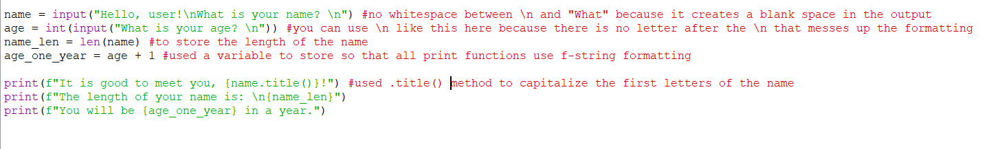 name = input("Hello, user!\nWhat is your name? \n") #no whitespace between \n and "What" because it creates a blank space in the output
age = int(input("What is your age? \n")) #you can use \n like this here because there is no letter after the \n that messes up the formatting
name_len = len(name) #to store the length of the name
age_one_year = age + 1 #used a variable to store so that all print functions use f-string formatting
print(f"It is good to meet you, {name.title()}!") #used .title() method to capitalize the first letters of the name
print(f"The length of your name is: \n{name_len}")
print(f"You will be {age_one_year} in a year.")